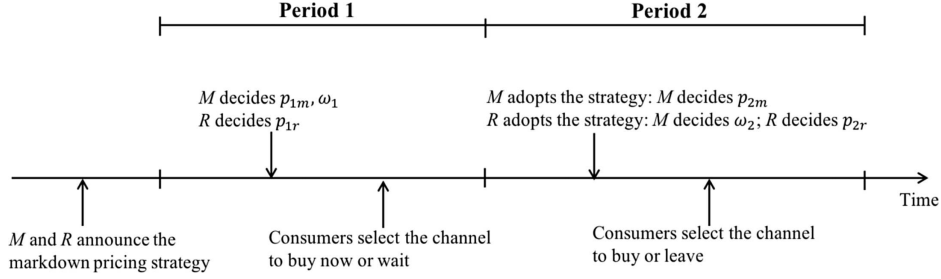 Period 1
Period 2
M decides p1m, ω1
R decides p1r
M adopts the strategy: M decides p2m
R adopts the strategy: M decides ω2; R decides p2r
Time
M and R announce the
markdown pricing strategy
Consumers select the channel
to buy now or wait
Consumers select the channel
to buy or leave